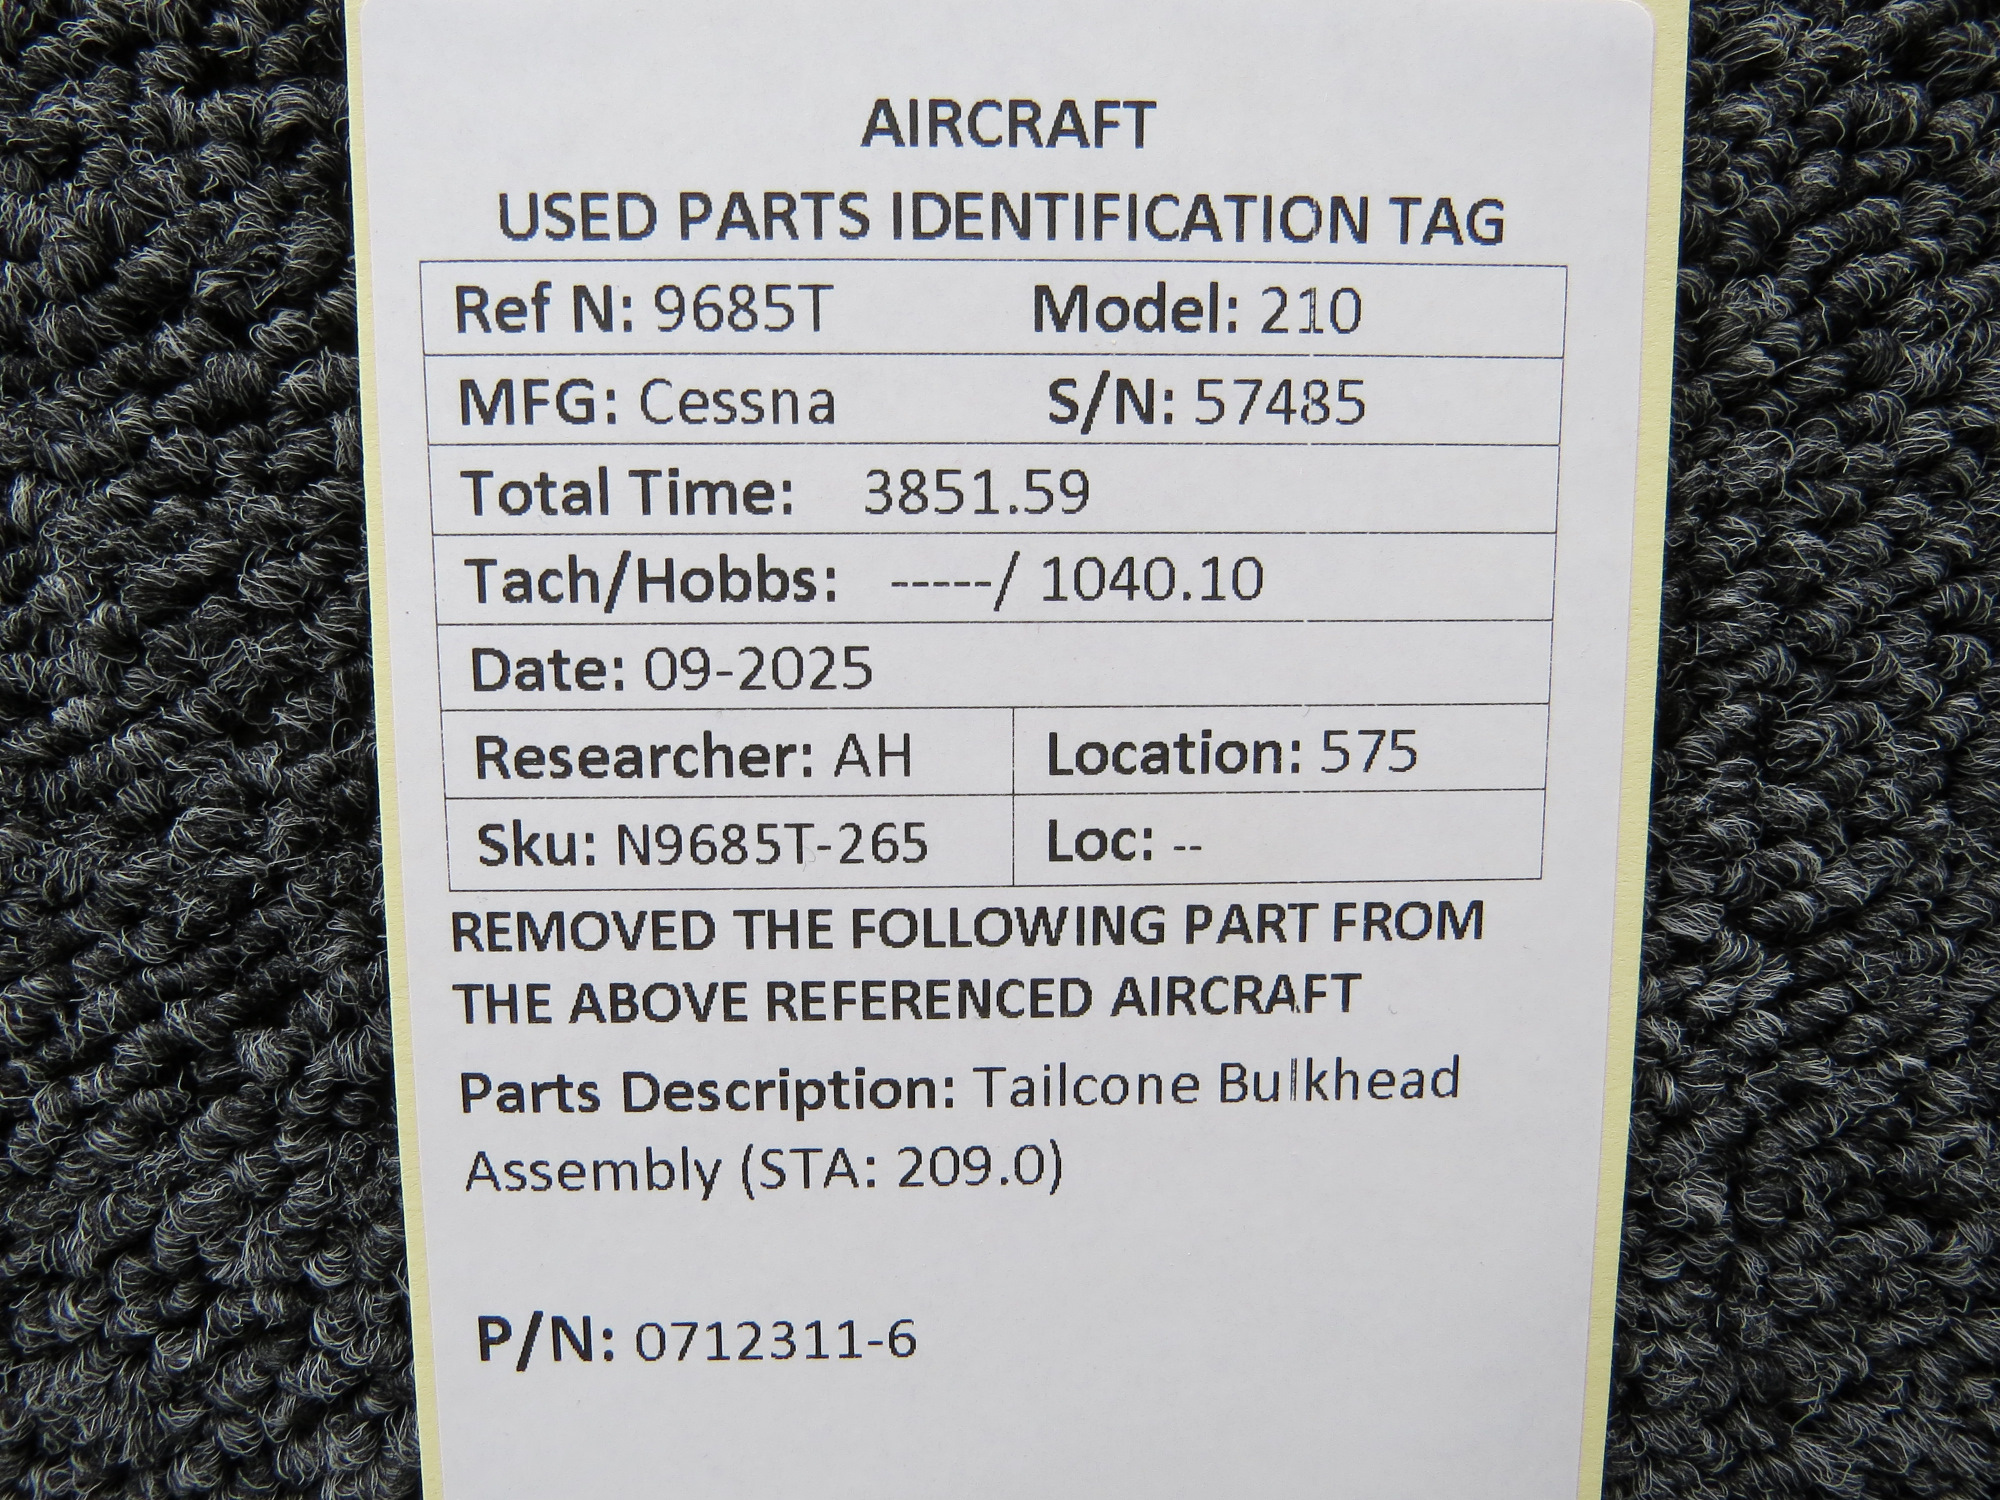 AIRCRAFT
USED PARTS IDENTIFICATION TAG
Ref N: 9685T Model: 210
MFG: Cessna S/N: 57485
Total Time: 3851.59
Tach/Hobbs: -----/ 1040.10
Date: 09-2025
Researcher: AH Location: 575
Sku: N9685T-265 Loc: --
REMOVED THE FOLLOWING PART FROM
THE ABOVE REFERENCED AIRCRAFT
Parts Description: Tailcone Bulkhead
Assembly (STA: 209.0)
P/N: 0712311-6